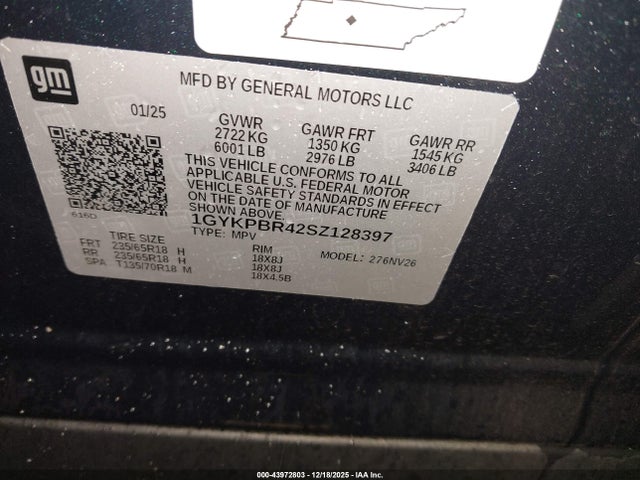 gm
MFD BY GENERAL MOTORS LLC
01/25
GVWR
2722 KG
6001 LB
GAWR FRT
1350 KG
2976 LB
GAWR RR
1545 KG
3406 LB
THIS VEHICLE CONFORMS TO ALL
APPLICABLE U.S. FEDERAL MOTOR
VEHICLE SAFETY STANDARDS IN EFFECT
ON THE DATE OF MANUFACTURE
SHOWN ABOVE.
1GYKPBR42SZ128397
TYPE: MPV
MODEL: 276NV26
616D
TIRE SIZE RIM
FRT 235/65R18 H 18X8J
RR 235/65R18 H 18X8J
SPA T135/70R18 M 18X4.5B
000-43972803 - 12/18/2025 - IAA Inc.